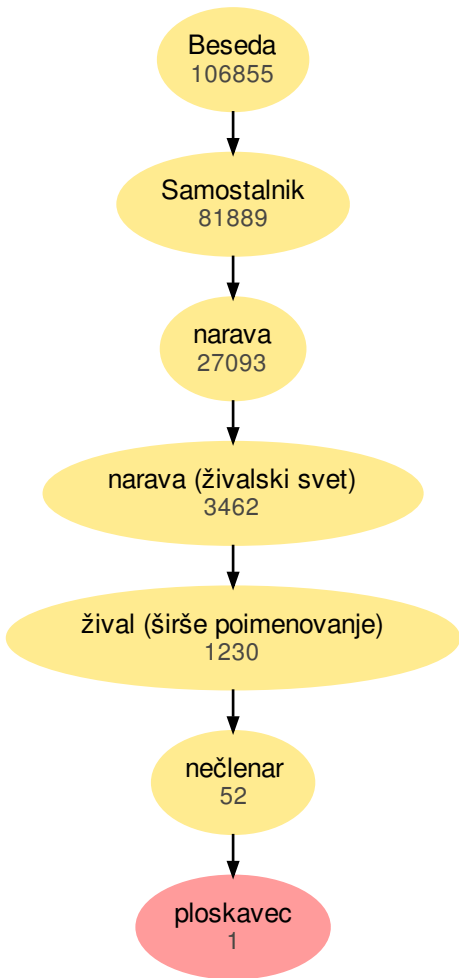 Beseda
106855
Samostalnik
81889
narava
27093
narava (živalski svet)
3462
žival (širše poimenovanje)
1230
nečlenar
52
ploskavec
1